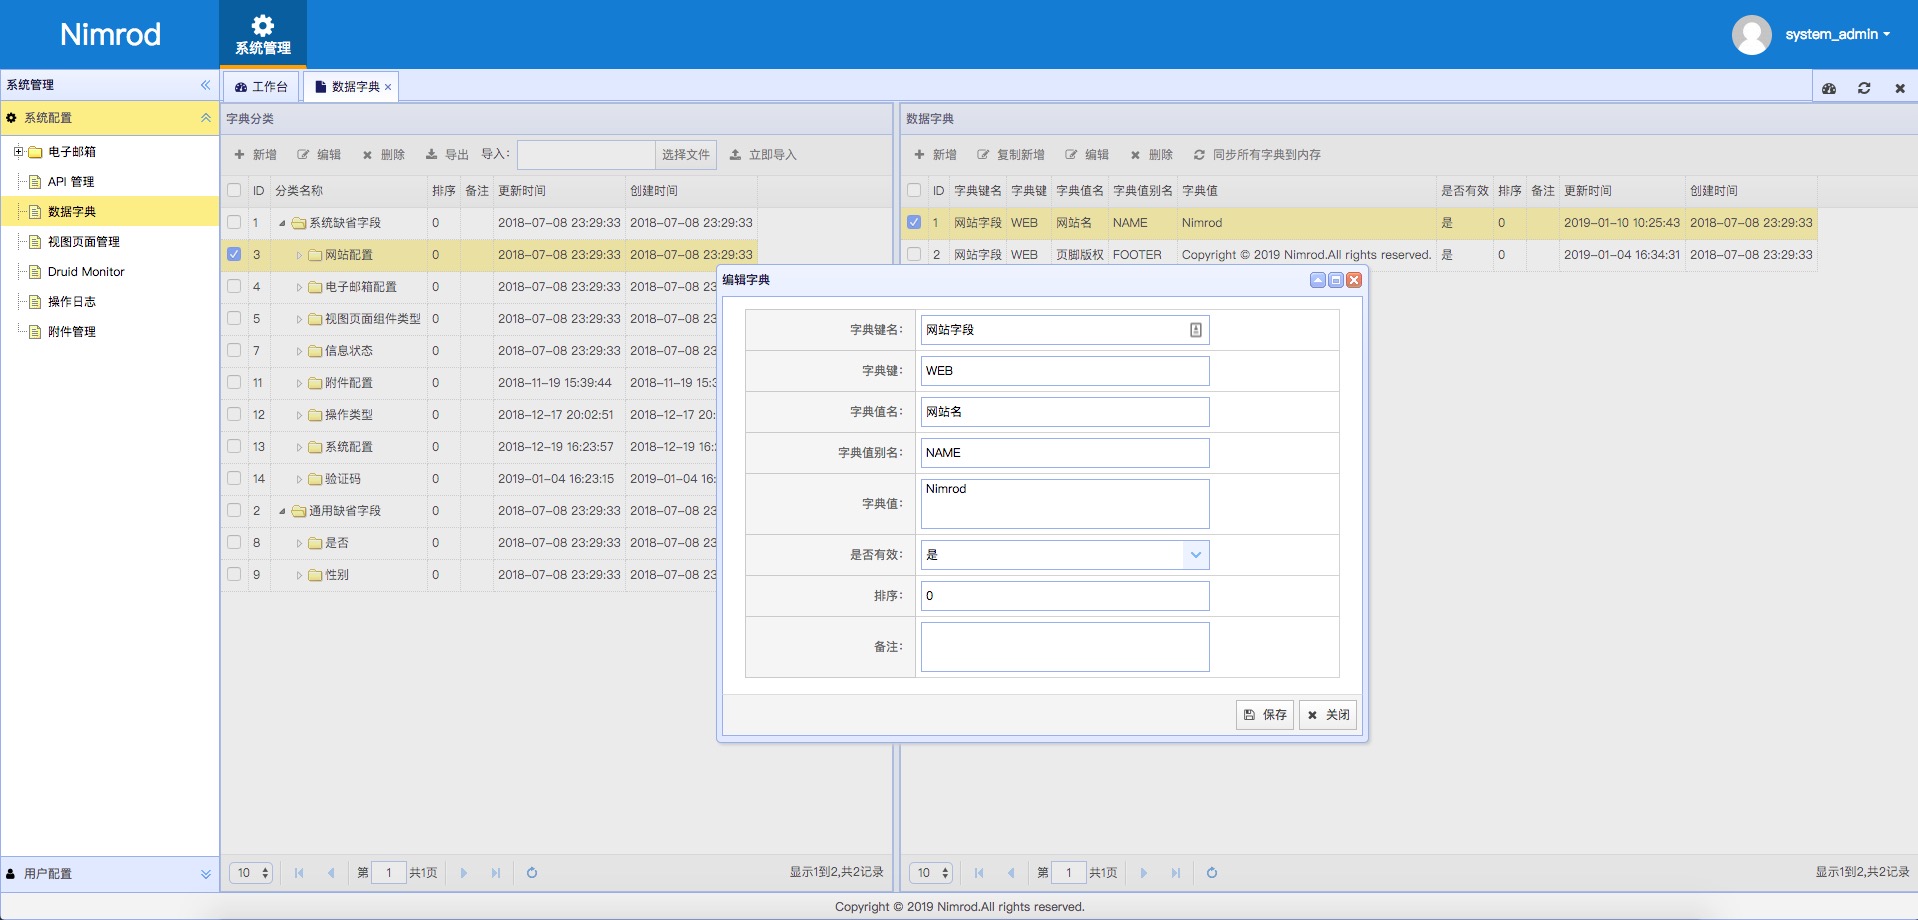 Nimrod
系统管理
system_admin
系统管理
工作台
数据字典
系统配置
电子邮箱
API 管理
数据字典
视图页面管理
Druid Monitor
操作日志
附件管理
用户配置
字典分类
新增 编辑 删除 导出 导入: 选择文件 立即导入
ID 分类名称 排序 备注 更新时间 创建时间
1 系统缺省字段 0 2018-07-08 23:29:33 2018-07-08 23:29:33
3 网站配置 0 2018-07-08 23:29:33 2018-07-08 23:29:33
4 电子邮箱配置 0 2018-07-08 23:29:33 2018-07-08 23
5 视图页面组件类型 0 2018-07-08 23:29:33 2018-07-08 23
7 信息状态 0 2018-07-08 23:29:33 2018-07-08 23
11 附件配置 0 2018-11-19 15:39:44 2018-11-19 15:3
12 操作类型 0 2018-12-17 20:02:51 2018-12-17 20:
13 系统配置 0 2018-12-19 16:23:57 2018-12-19 16:
14 验证码 0 2019-01-04 16:23:15 2019-01-04 16:
2 通用缺省字段 0 2018-07-08 23:29:33 2018-07-08 23
8 是否 0 2018-07-08 23:29:33 2018-07-08 23
9 性别 0 2018-07-08 23:29:33 2018-07-08 23
10 第 1 共1页 显示1到2,共2记录
数据字典
新增 复制新增 编辑 删除 同步所有字典到内存
ID 字典键名 字典键 字典值名 字典值别名 字典值 是否有效 排序 备注 更新时间 创建时间
1 网站字段 WEB 网站名 NAME Nimrod 是 0 2019-01-10 10:25:43 2018-07-08 23:29:33
2 网站字段 WEB 页脚版权 FOOTER Copyright © 2019 Nimrod.All rights reserved. 是 0 2019-01-04 16:34:31 2018-07-08 23:29:33
编辑字典
字典键名: 网站字段
字典键: WEB
字典值名: 网站名
字典值别名: NAME
字典值: Nimrod
是否有效: 是
排序: 0
备注:
保存 关闭
10 第 1 共1页 显示1到2,共2记录
Copyright © 2019 Nimrod.All rights reserved.